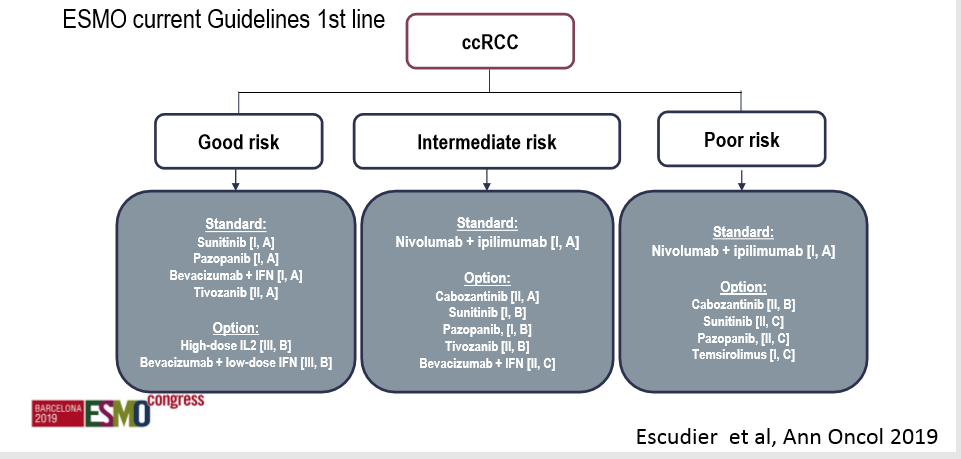 ESMO current Guidelines 1st line
ccRCC
Good risk
Intermediate risk
Poor risk
Standard:
Sunitinib [I, A]
Pazopanib [I, A]
Bevacizumab + IFN [I, A]
Tivozanib [II, A]
Option:
High-dose IL2 [III, B]
Bevacizumab + low-dose IFN [III, B]
Standard:
Nivolumab + ipilimumab [I, A]
Option:
Cabozantinib [II, A]
Sunitinib [I, B]
Pazopanib, [I, B]
Tivozanib [II, B]
Bevacizumab + IFN [II, C]
Standard:
Nivolumab + ipilimumab [I, A]
Option:
Cabozantinib [II, B]
Sunitinib [II, C]
Pazopanib, [II, C]
Temsirolimus [I, C]
BARCELONA
2019
ESMO congress
Escudier et al, Ann Oncol 2019